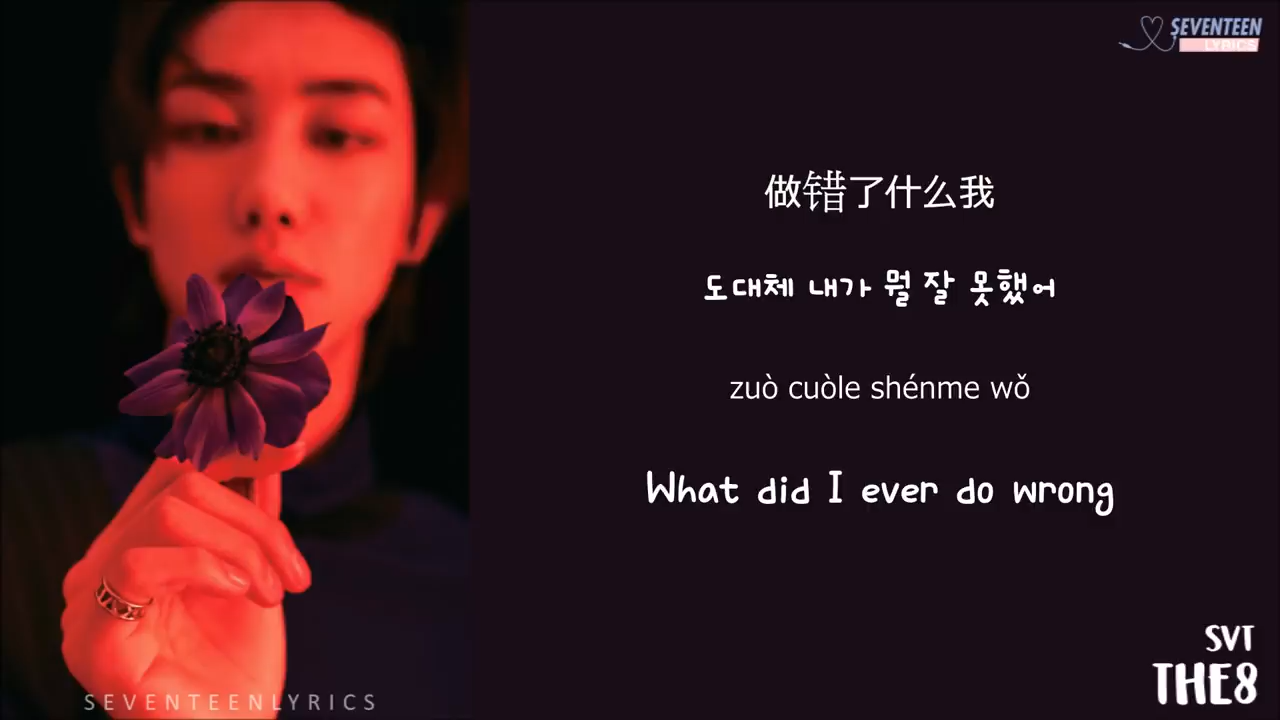 SEVENTEEN
LYRICS
做错了什么我
도대체 내가 뭘 잘 못했어
zuò cuòle shénme wǒ
What did I ever do wrong
SVT
THE8
SEVENTEENLYRICS